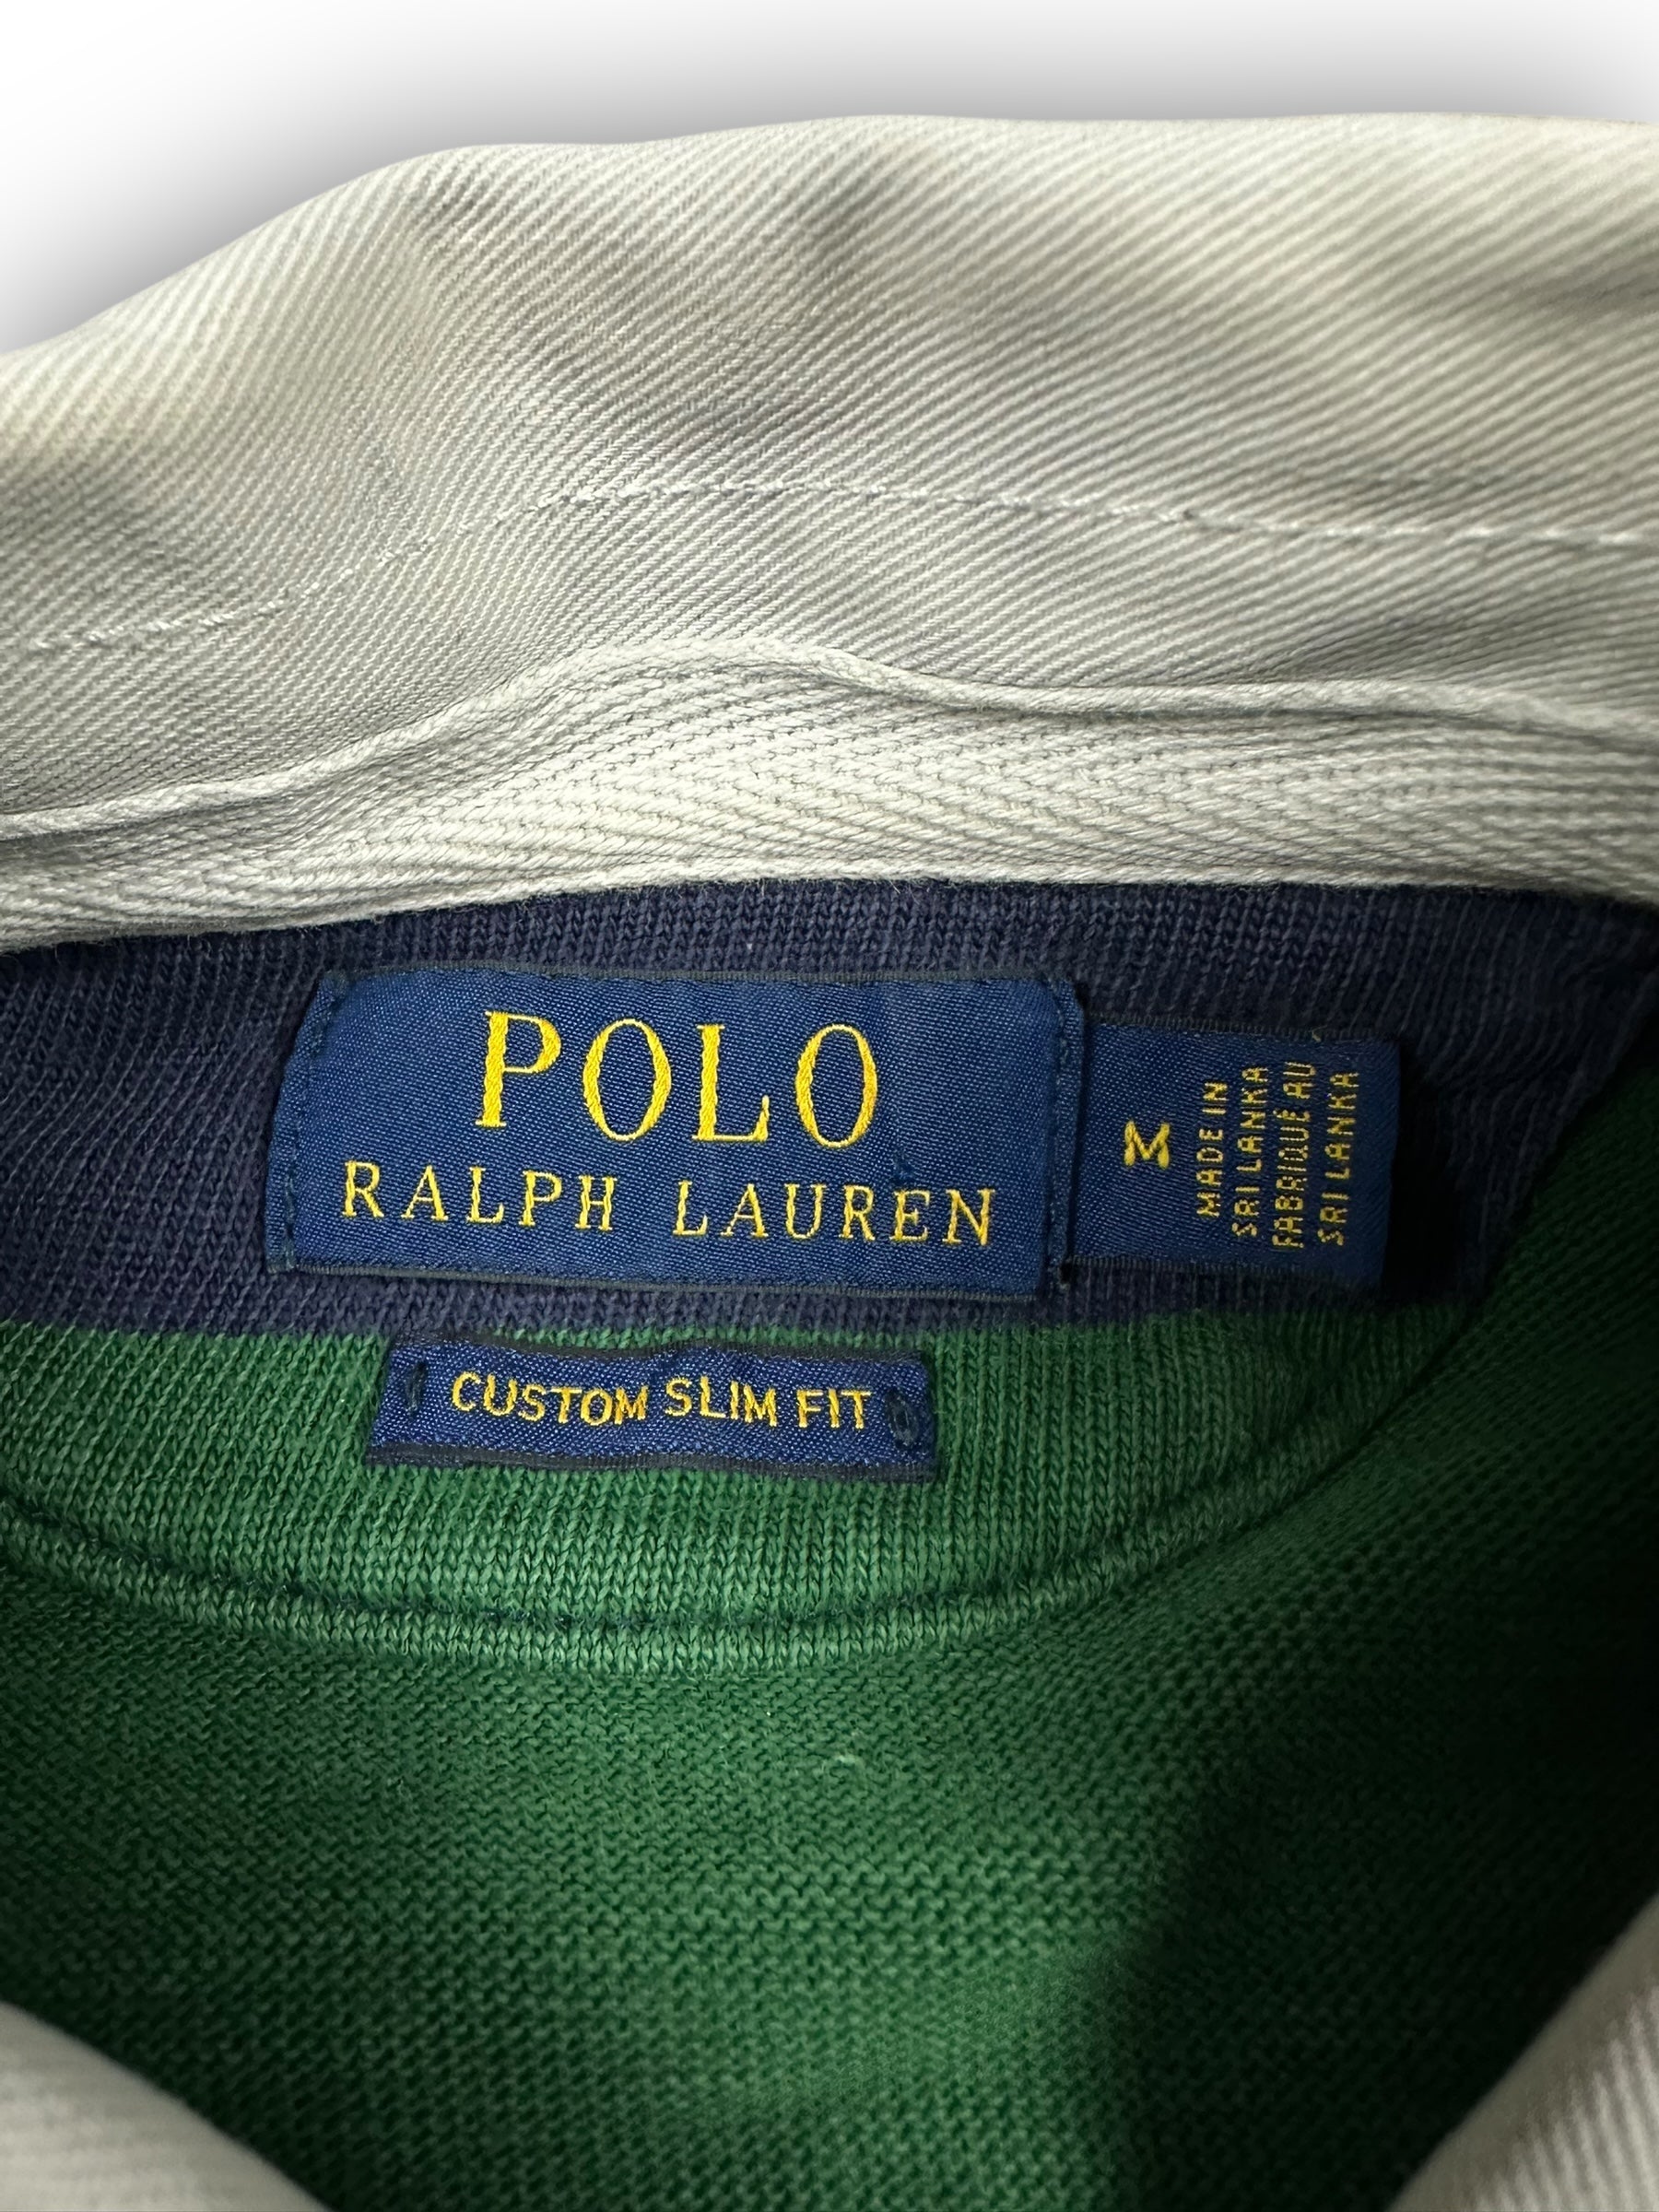 POLO
RALPH LAUREN
M
MADE IN
SRI LANKA
FABRIQUÉ AU
SRI LANKA
CUSTOM SLIM FIT